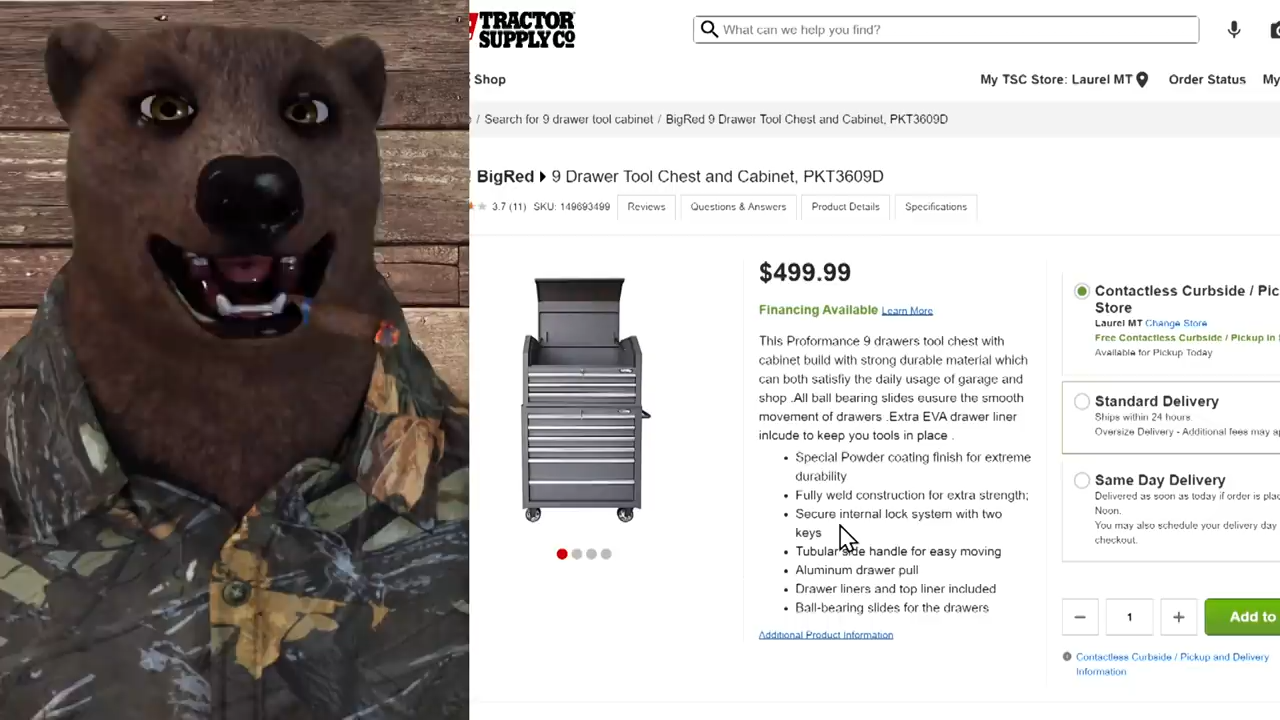 TRACTOR
SUPPLY CO
What can we help you find?
Shop
My TSC Store: Laurel MT
Order Status
My
/ Search for 9 drawer tool cabinet / BigRed 9 Drawer Tool Chest and Cabinet, PKT3609D
BigRed 9 Drawer Tool Chest and Cabinet, PKT3609D
3.7 (11) SKU: 149693499
Reviews
Questions & Answers
Product Details
Specifications
$499.99
Financing Available Learn More
This Proformance 9 drawers tool chest with
cabinet build with strong durable material which
can both satisfiy the daily usage of garage and
shop .All ball bearing slides eusure the smooth
movement of drawers .Extra EVA drawer liner
inlcude to keep you tools in place .
• Special Powder coating finish for extreme
durability
• Fully weld construction for extra strength;
• Secure internal lock system with two
keys
• Tubular side handle for easy moving
• Aluminum drawer pull
• Drawer liners and top liner included
• Ball-bearing slides for the drawers
Additional Product Information
Contactless Curbside / Pic
Store
Laurel MT Change Store
Free Contactless Curbside / Pickup in
Available for Pickup Today
Standard Delivery
Ships within 24 hours.
Oversize Delivery - Additional fees may a
Same Day Delivery
Delivered as soon as today if order is plac
Noon.
You may also schedule your delivery day
checkout.
− 1 +
Add to
Contactless Curbside / Pickup and Delivery
Information